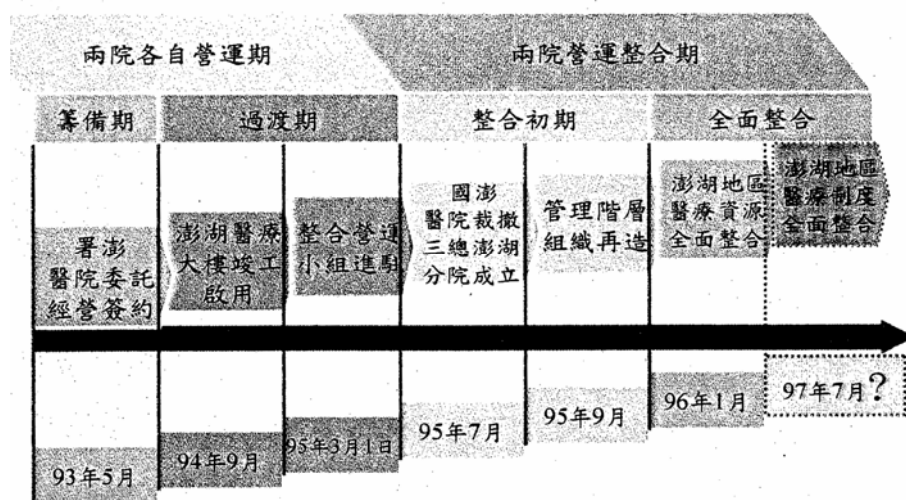 兩院各自營運期
兩院營運整合期
籌備期
過渡期
整合初期
全面整合
署澎
醫院委託
經營簽約
澎湖醫療
大樓竣工
啟用
整合營運
小組進駐
國澎
醫院裁撤
三總澎湖
分院成立
管理階層
組織再造
澎湖地區
醫療資源
全面整合
澎湖地區
醫療制度
全面整合
93年5月
94年9月
95年3月1日
95年7月
95年9月
96年1月
97年7月？